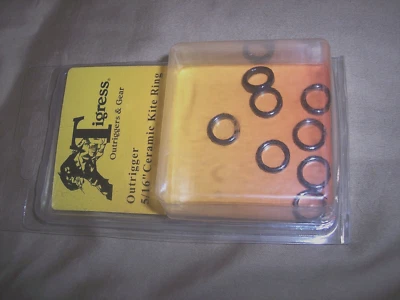 Tigress®
Outriggers & Gear
Outrigger
5/16" Ceramic Kite Ring